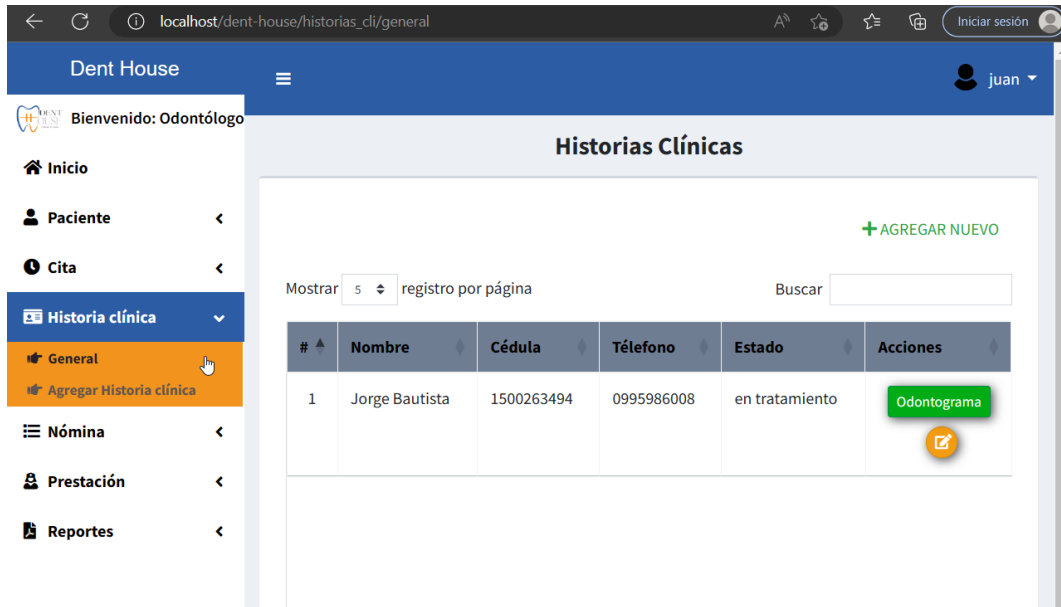 localhost/dent-house/historias_cli/general
Iniciar sesión
Dent House
juan
DENT
HOUSE
Bienvenido: Odontólogo
Historias Clínicas
Inicio
Paciente
AGREGAR NUEVO
Cita
Mostrar 5 registro por página
Buscar
Historia clínica
# Nombre Cédula Télefono Estado Acciones
General
Agregar Historia clínica
1 Jorge Bautista 1500263494 0995986008 en tratamiento Odontograma
Nómina
Prestación
Reportes